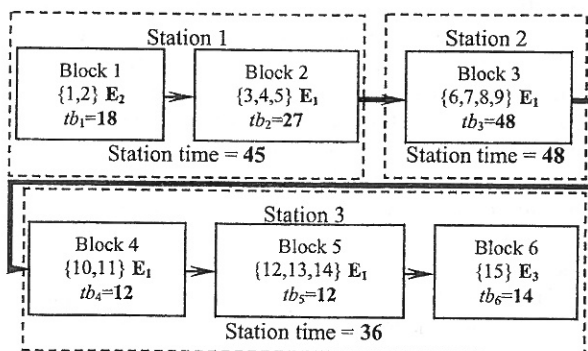 Station 1
Block 1
{1,2} E₂
tb₁=18
Block 2
{3,4,5} E₁
tb₂=27
Station time = 45
Station 2
Block 3
{6,7,8,9} E₁
tb₃=48
Station time = 48
Station 3
Block 4
{10,11} E₁
tb₄=12
Block 5
{12,13,14} E₁
tb₅=12
Block 6
{15} E₃
tb₆=14
Station time = 36